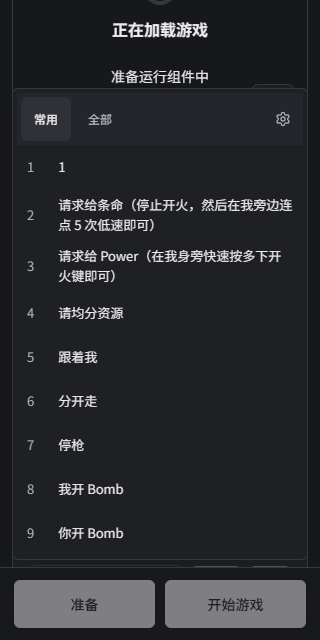 正在加载游戏
准备运行组件中
常用 全部
1 1
2 请求给条命（停止开火，然后在我旁边连
点 5 次低速即可）
3 请求给 Power（在我身旁快速按多下开
火键即可）
4 请均分资源
5 跟着我
6 分开走
7 停枪
8 我开 Bomb
9 你开 Bomb
准备 开始游戏